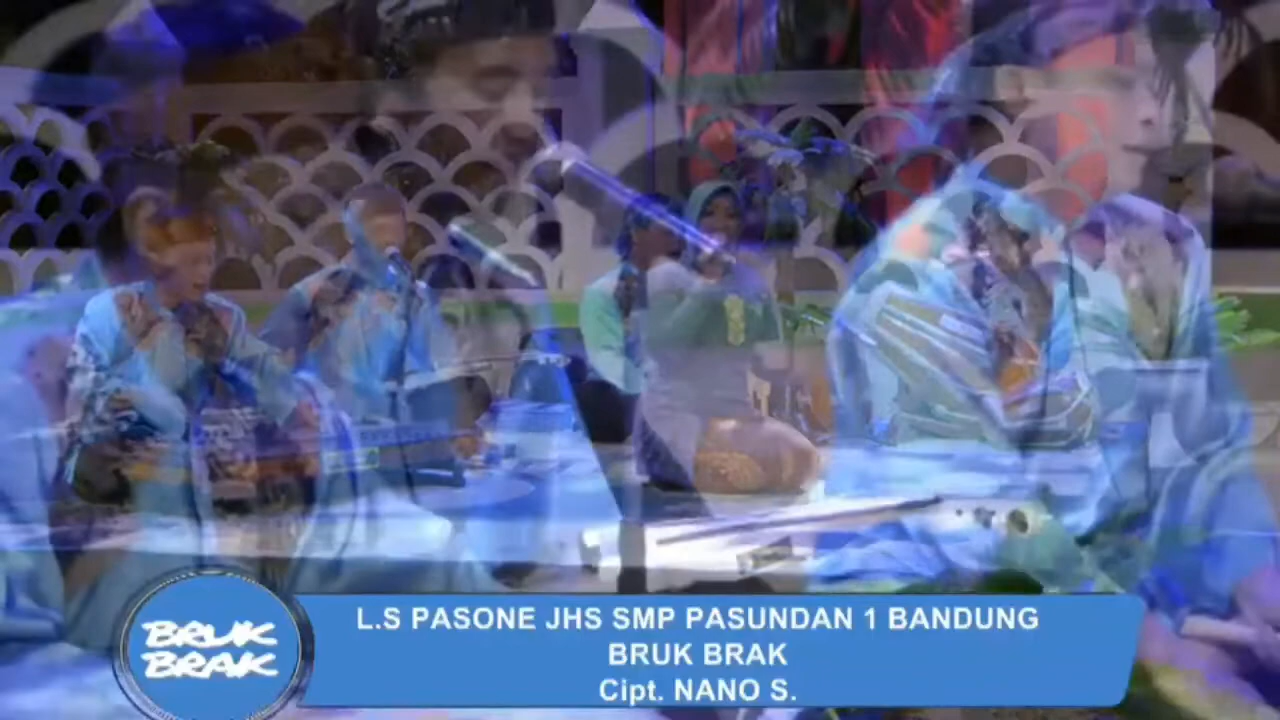 BRUK
BRAK
L.S PASONE JHS SMP PASUNDAN 1 BANDUNG
BRUK BRAK
Cipt. NANO S.